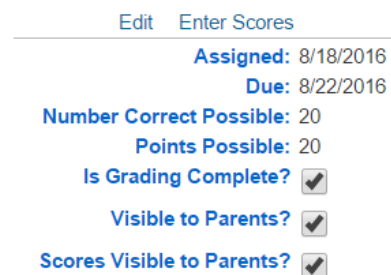 Edit Enter Scores
Assigned: 8/18/2016
Due: 8/22/2016
Number Correct Possible: 20
Points Possible: 20
Is Grading Complete?
Visible to Parents?
Scores Visible to Parents?